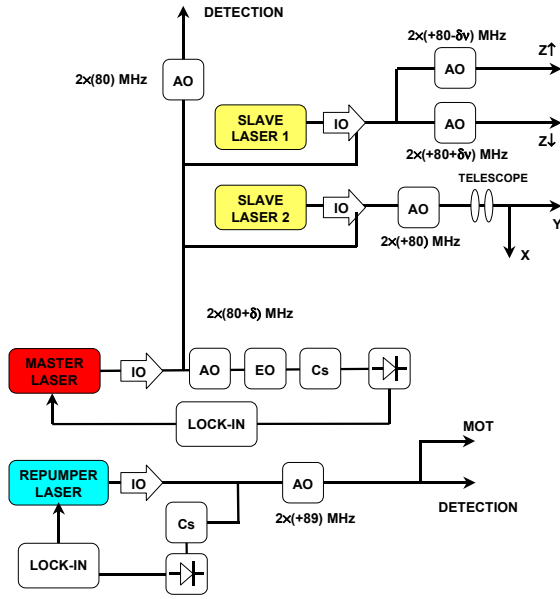 DETECTION
2×(+80-δν) MHz
Z↑
2×(80) MHz
AO
AO
SLAVE
LASER 1
IO
AO
Z↓
2×(+80+δν) MHz
TELESCOPE
SLAVE
LASER 2
IO
AO
Y
2×(+80) MHz
X
2×(80+δ) MHz
MASTER
LASER
IO
AO
EO
Cs
LOCK-IN
MOT
REPUMPER
LASER
IO
AO
DETECTION
2×(+89) MHz
Cs
LOCK-IN